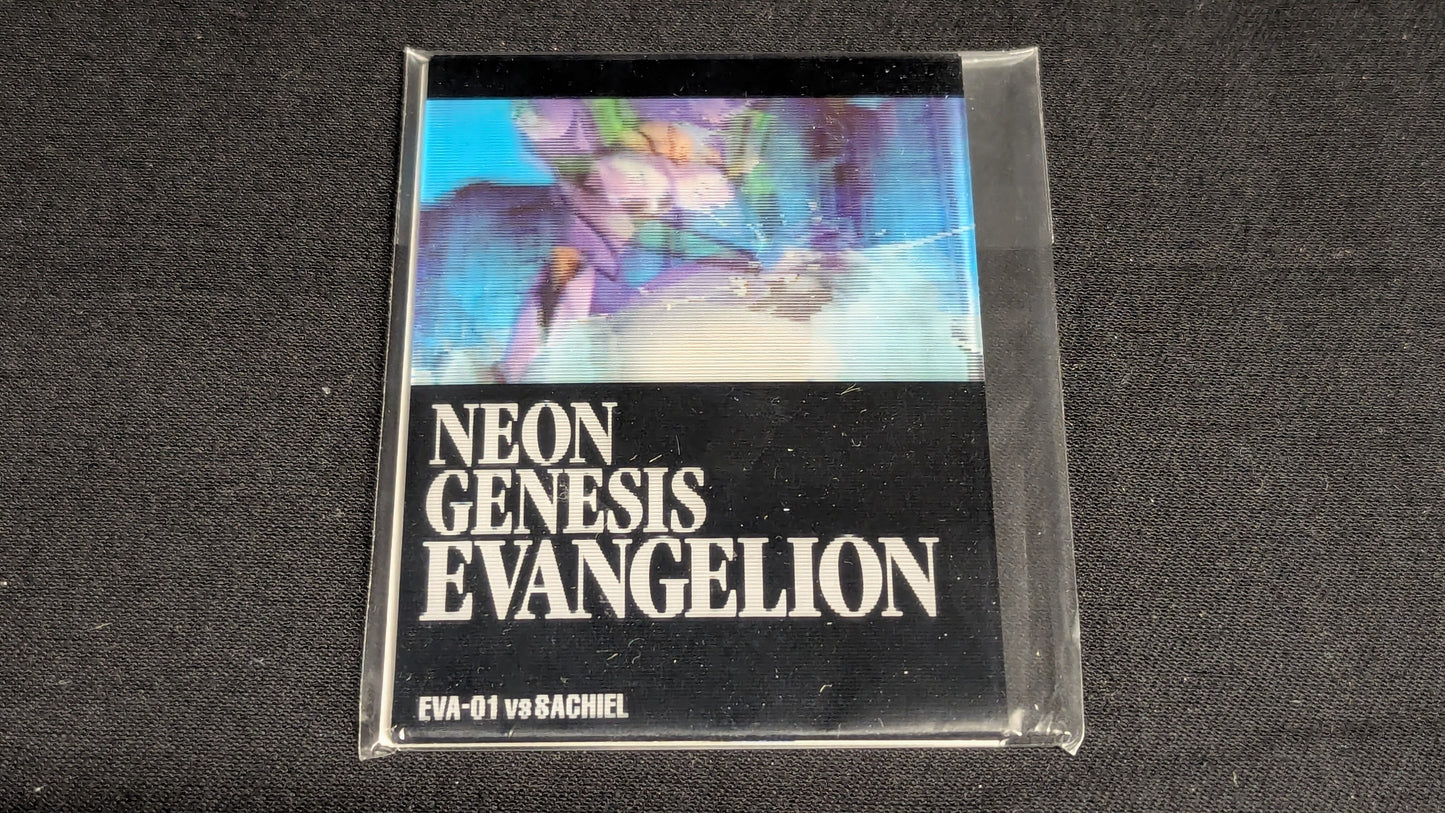 NEON
GENESIS
EVANGELION
EVA-01 vs SACHIEL